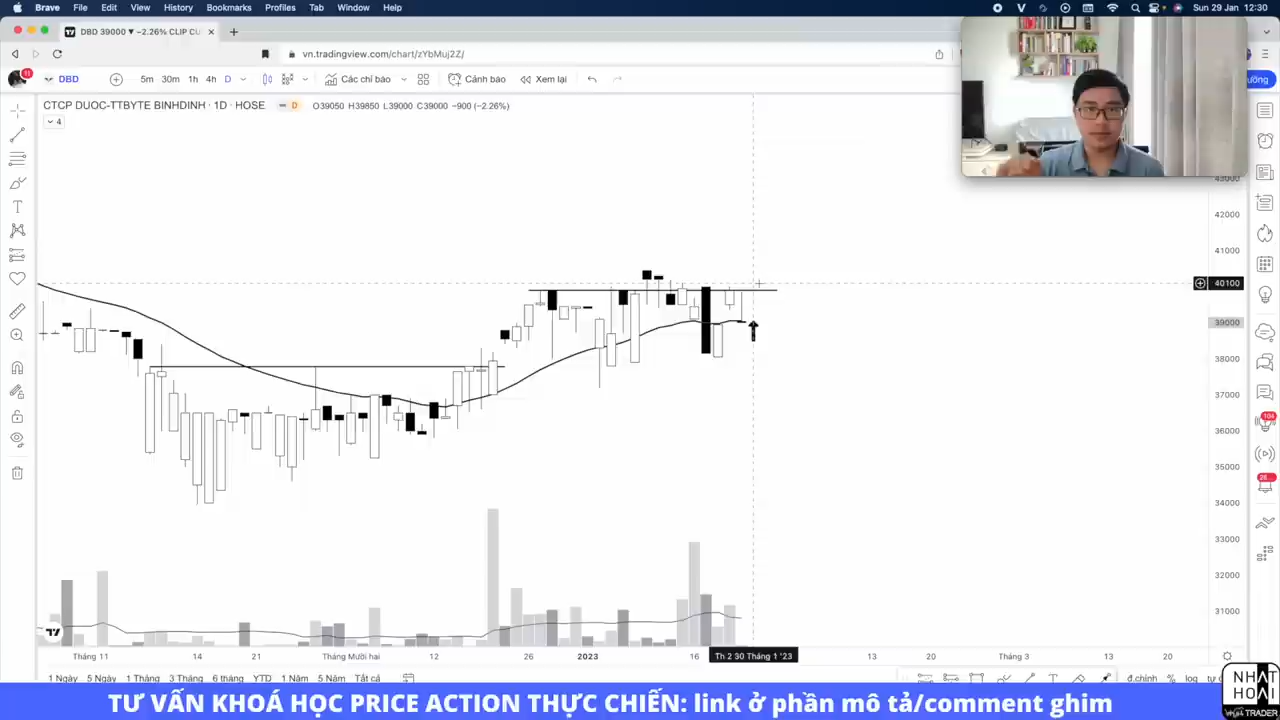 Brave File Edit View History Bookmarks Profiles Tab Window Help
Sun 29 Jan 12:30
DBD 39000 ▼ −2.26% CLIP CỦ
vn.tradingview.com/chart/zYbMuj2Z/
11
DBD
5m 30m 1h 4h D
Các chỉ báo
Cảnh báo
Xem lại
CTCP DUOC-TTBYTE BINHDINH · 1D · HOSE
D
O39050 H39850 L39000 C39000 −900 (−2.26%)
4
43000
42000
41000
40100
39000
38000
37000
36000
35000
34000
33000
32000
31000
104
Tháng 11 14 21 Tháng Mười hai 12 26 2023 16 Th 2 30 Tháng 1 '23 13 20 Tháng 3 13 20
1 Ngày 5 Ngày 1 Tháng 3 Tháng 6 tháng YTD 1 Năm 5 Năm Tất cả
đ.chỉnh %
TƯ VẤN KHOÁ HỌC PRICE ACTION THỰC CHIẾN: link ở phần mô tả/comment ghim
NHẬT
HOÀI
TRADER